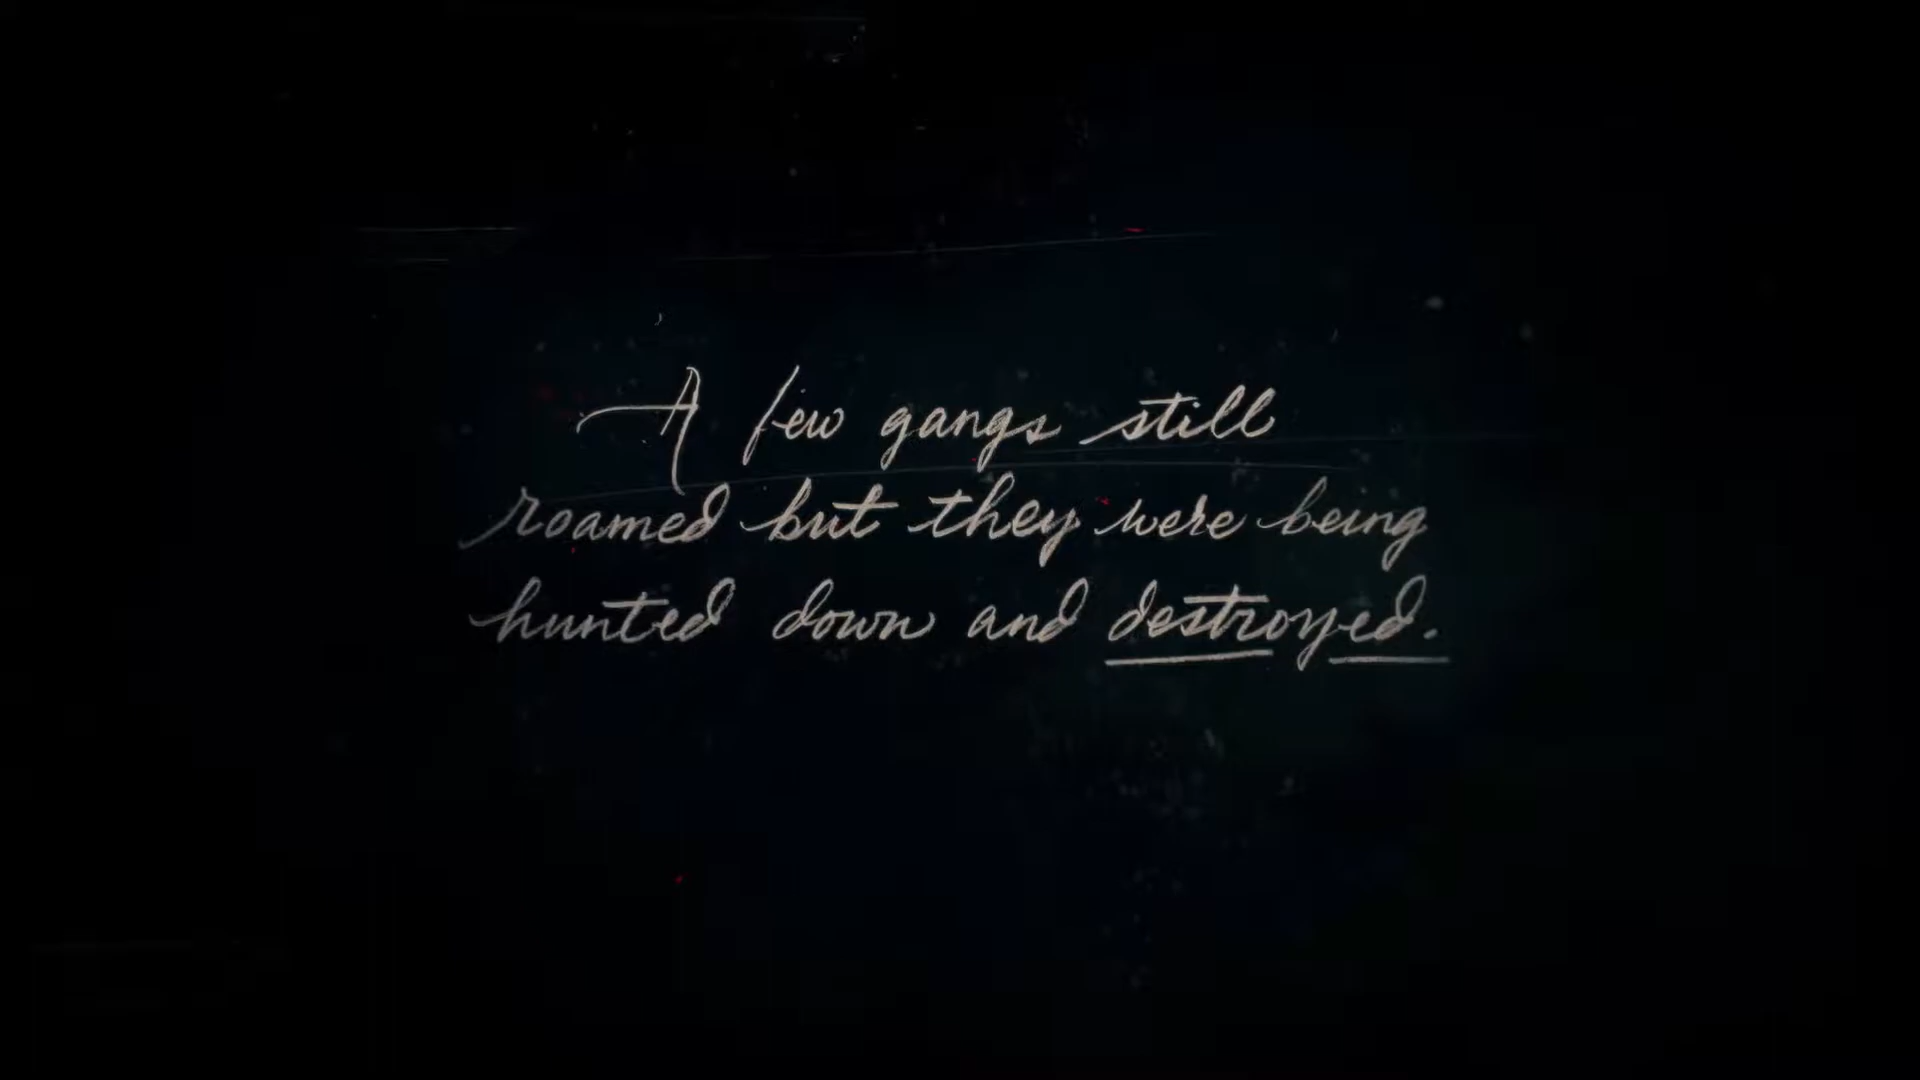 A few gangs still
roamed but they were being
hunted down and destroyed.